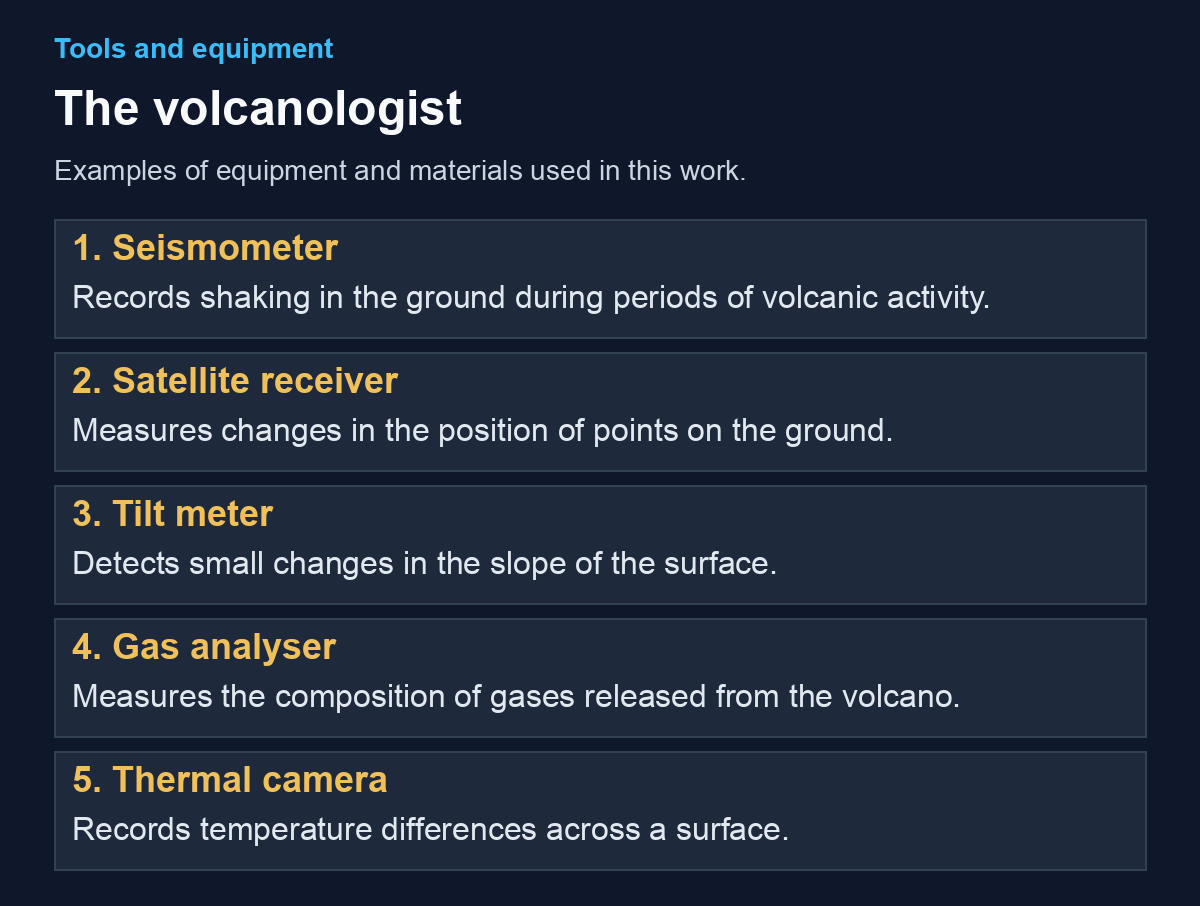 Tools and equipment
The volcanologist
Examples of equipment and materials used in this work.
1. Seismometer
Records shaking in the ground during periods of volcanic activity.
2. Satellite receiver
Measures changes in the position of points on the ground.
3. Tilt meter
Detects small changes in the slope of the surface.
4. Gas analyser
Measures the composition of gases released from the volcano.
5. Thermal camera
Records temperature differences across a surface.